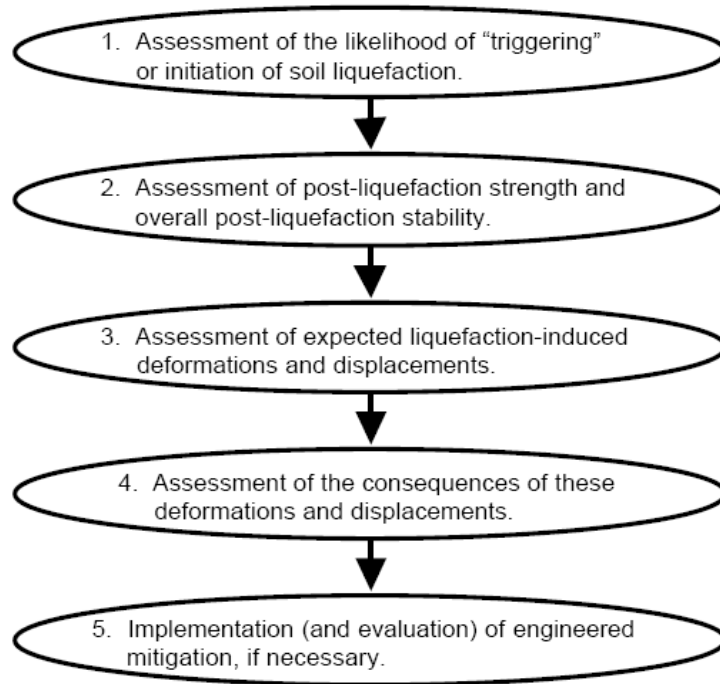 1. Assessment of the likelihood of “triggering”
or initiation of soil liquefaction.
2. Assessment of post-liquefaction strength and
overall post-liquefaction stability.
3. Assessment of expected liquefaction-induced
deformations and displacements.
4. Assessment of the consequences of these
deformations and displacements.
5. Implementation (and evaluation) of engineered
mitigation, if necessary.